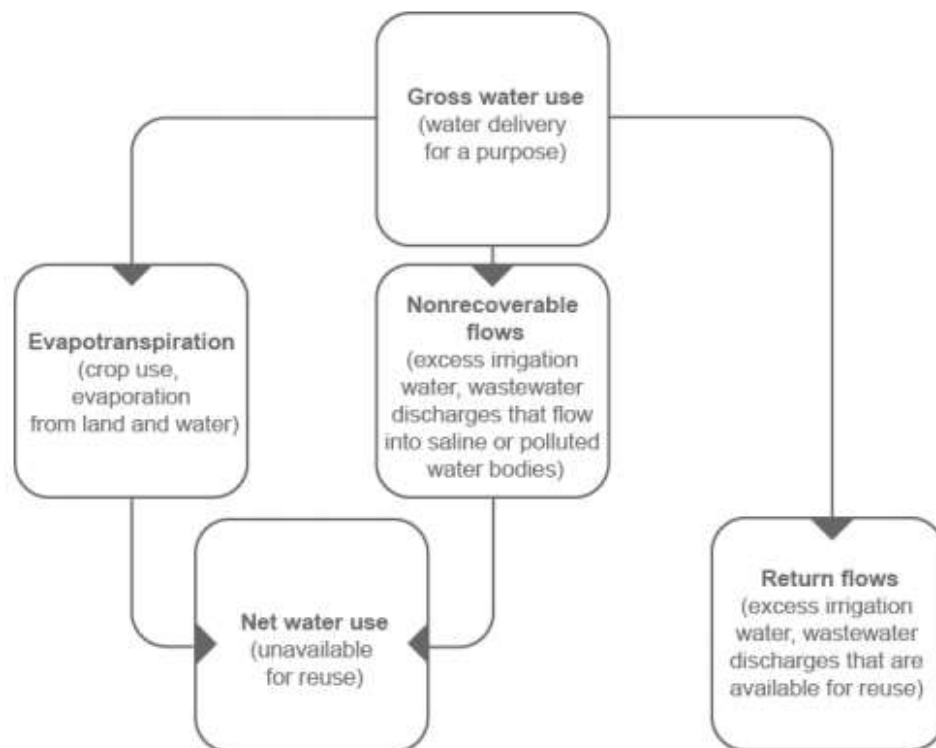 Gross water use
(water delivery
for a purpose)
Evapotranspiration
(crop use,
evaporation
from land and water)
Nonrecoverable
flows
(excess irrigation
water, wastewater
discharges that flow
into saline or polluted
water bodies)
Net water use
(unavailable
for reuse)
Return flows
(excess irrigation
water, wastewater
discharges that are
available for reuse)